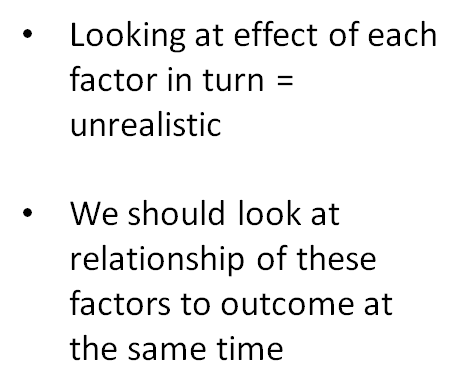 • Looking at effect of each
factor in turn =
unrealistic
• We should look at
relationship of these
factors to outcome at
the same time